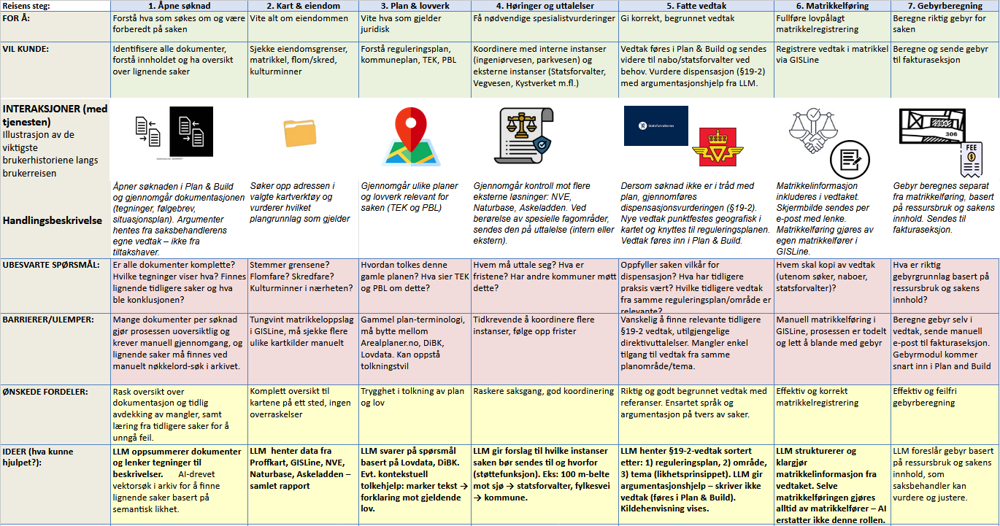 Reisens steg:
1. Åpne søknad
2. Kart & eiendom
3. Plan & lovverk
4. Høringer og uttalelser
5. Fatte vedtak
6. Matrikkelføring
7. Gebyrberegning
FOR Å:
Forstå hva som søkes om og være
forberedt på saken
Vite alt om eiendommen
Vite hva som gjelder
juridisk
Få nødvendige spesialistvurderinger
Gi korrekt, begrunnet vedtak
Fullføre lovpålagt
matrikkelregistrering
Beregne riktig gebyr for
saken
VIL KUNDE:
Identifisere alle dokumenter,
forstå innholdet og ha oversikt
over lignende saker
Sjekke eiendomsgrenser,
matrikkel, flom/skred,
kulturminner
Forstå reguleringsplan,
kommuneplan, TEK, PBL
Koordinere med interne instanser
(ingeniørvesen, parkvesen) og
eksterne instanser (Statsforvalter,
Vegvesen, Kystverket m.fl.)
Vedtak føres i Plan & Build og sendes
videre til nabo/statsforvalter ved
behov. Vurdere dispensasjon (§19-2)
med argumentasjonshjelp fra LLM.
Registrere vedtak i matrikkel
via GISLine
Beregne og sende gebyr
til fakturaseksjon
INTERAKSJONER (med
tjenesten)
Illustrasjon av de
viktigste
brukerhistoriene langs
brukerreisen
Statsforvalteren
306
FEE
$
Handlingsbeskrivelse
Åpner søknaden i Plan & Build
og gjennomgår dokumentasjonen
(tegninger, følgebrev,
situasjonsplan). Argumenter
hentes fra saksbehandlerens
egne vedtak – ikke fra
tiltakshaver.
Søker opp adressen i
valgte kartverktøy og
vurderer hvilket
plangrunnlag som gjelder
Gjennomgår ulike planer
og lovverk relevant for
saken (TEK og PBL)
Gjennomgår kontroll mot flere
eksterne løsninger: NVE,
Naturbase, Askeladden. Ved
berørelse av spesielle fagområder,
sendes den på uttalelse (intern eller
ekstern).
Dersom søknad ikke er i tråd med
plan, gjennomføres
dispensasjonsvurderingen (§19-2).
Nye vedtak punktfestes geografisk i
kartet og knyttes til reguleringsplanen.
Vedtak føres inn i Plan & Build.
Matrikkelinformasjon
inkluderes i vedtaket.
Skjermbilde sendes per
e-post med lenke.
Matrikkelføring gjøres av
egen matrikkelfører i
GISLine.
Gebyr beregnes separat
fra matrikkelføring, basert
på ressursbruk og sakens
innhold. Sendes til
fakturaseksjon.
UBESVARTE SPØRSMÅL:
Er alle dokumenter komplette?
Hvilke tegninger viser hva? Finnes
lignende tidligere saker og hva
ble konklusjonen?
Stemmer grensene?
Flomfare? Skredfare?
Kulturminner i nærheten?
Hvordan tolkes denne
gamle planen? Hva sier TEK
og PBL om dette?
Hvem må uttale seg? Hva er
fristene? Har andre kommuner møtt
dette?
Oppfyller saken vilkår for
dispensasjon? Hva har tidligere
praksis vært? Hvilke tidligere vedtak
fra samme reguleringsplan/område er
relevante?
Hvem skal kopi av vedtak
(utenom søker, naboer,
statsforvalter)?
Hva er riktig
gebyrgrunnlag basert på
ressursbruk og sakens
innhold?
BARRIERER/ULEMPER:
Mange dokumenter per søknad
gjør prosessen uoversiktlig og
krever manuell gjennomgang, og
lignende saker må finnes ved
manuelt nøkkelord-søk i arkivet.
Tungvint matrikkeloppslag
i GISLine, må sjekke flere
ulike kartkilder manuelt
Gammel plan-terminologi,
må bytte mellom
Arealplaner.no, DiBK,
Lovdata. Kan oppstå
tolkningstvil
Tidkrevende å koordinere flere
instanser, følge opp frister
Vanskelig å finne relevante tidligere
§19-2 vedtak, utilgjengelige
direktivuttalelser. Mangler enkel
tilgang til vedtak fra samme
planområde/tema.
Manuell matrikkelføring i
GISLine, prosessen er todelt
og lett å blande med gebyr
Beregne gebyr selv i
vedtak, sende manuell
e-post til fakturaseksjon.
Gebyrmodul kommer
snart inn i Plan and Build
ØNSKEDE FORDELER:
Rask oversikt over
dokumentasjon og tidlig
avdekking av mangler, samt
læring fra tidligere saker for å
unngå feil.
Komplett oversikt til
kartene på ett sted, ingen
overraskelser
Trygghet i tolkning av plan
og lov
Raskere saksgang, god koordinering
Riktig og godt begrunnet vedtak med
referanser. Ensartet språk og
argumentasjon på tvers av saker.
Effektiv og korrekt
matrikkelregistrering
Effektiv og feilfri
gebyrberegning
IDEER (hva kunne
hjulpet?):
LLM oppsummerer dokumenter
og lenker tegninger til
beskrivelser. AI-drevet
vektorsøk i arkiv for å finne
lignende saker basert på
semantisk likhet.
LLM henter data fra
Proffkart, GISLine, NVE,
Naturbase, Askeladden –
samlet rapport
LLM svarer på spørsmål
basert på Lovdata, DiBK.
Evt. kontekstuell
tolkehjelp: marker tekst →
forklaring mot gjeldende
lov.
LLM gir forslag til hvilke instanser
saken bør sendes til og hvorfor
(støttefunksjon). Eks: 100 m-belte
mot sjø → statsforvalter, fylkesvei
→ kommune.
LLM henter §19-2-vedtak sortert
etter: 1) reguleringsplan, 2) område,
3) tema (likhetsprinsippet). LLM gir
argumentasjonshjelp – skriver ikke
vedtak (føres i Plan & Build).
Kildehenvisning vises.
LLM strukturerer og
klargjør
matrikkelinformasjon fra
vedtaket. Selve
matrikkelføringen gjøres
alltid av matrikkelfører – AI
erstatter ikke denne rollen.
LLM foreslår gebyr basert
på ressursbruk og sakens
innhold, som
saksbehandler kan
vurdere og justere.